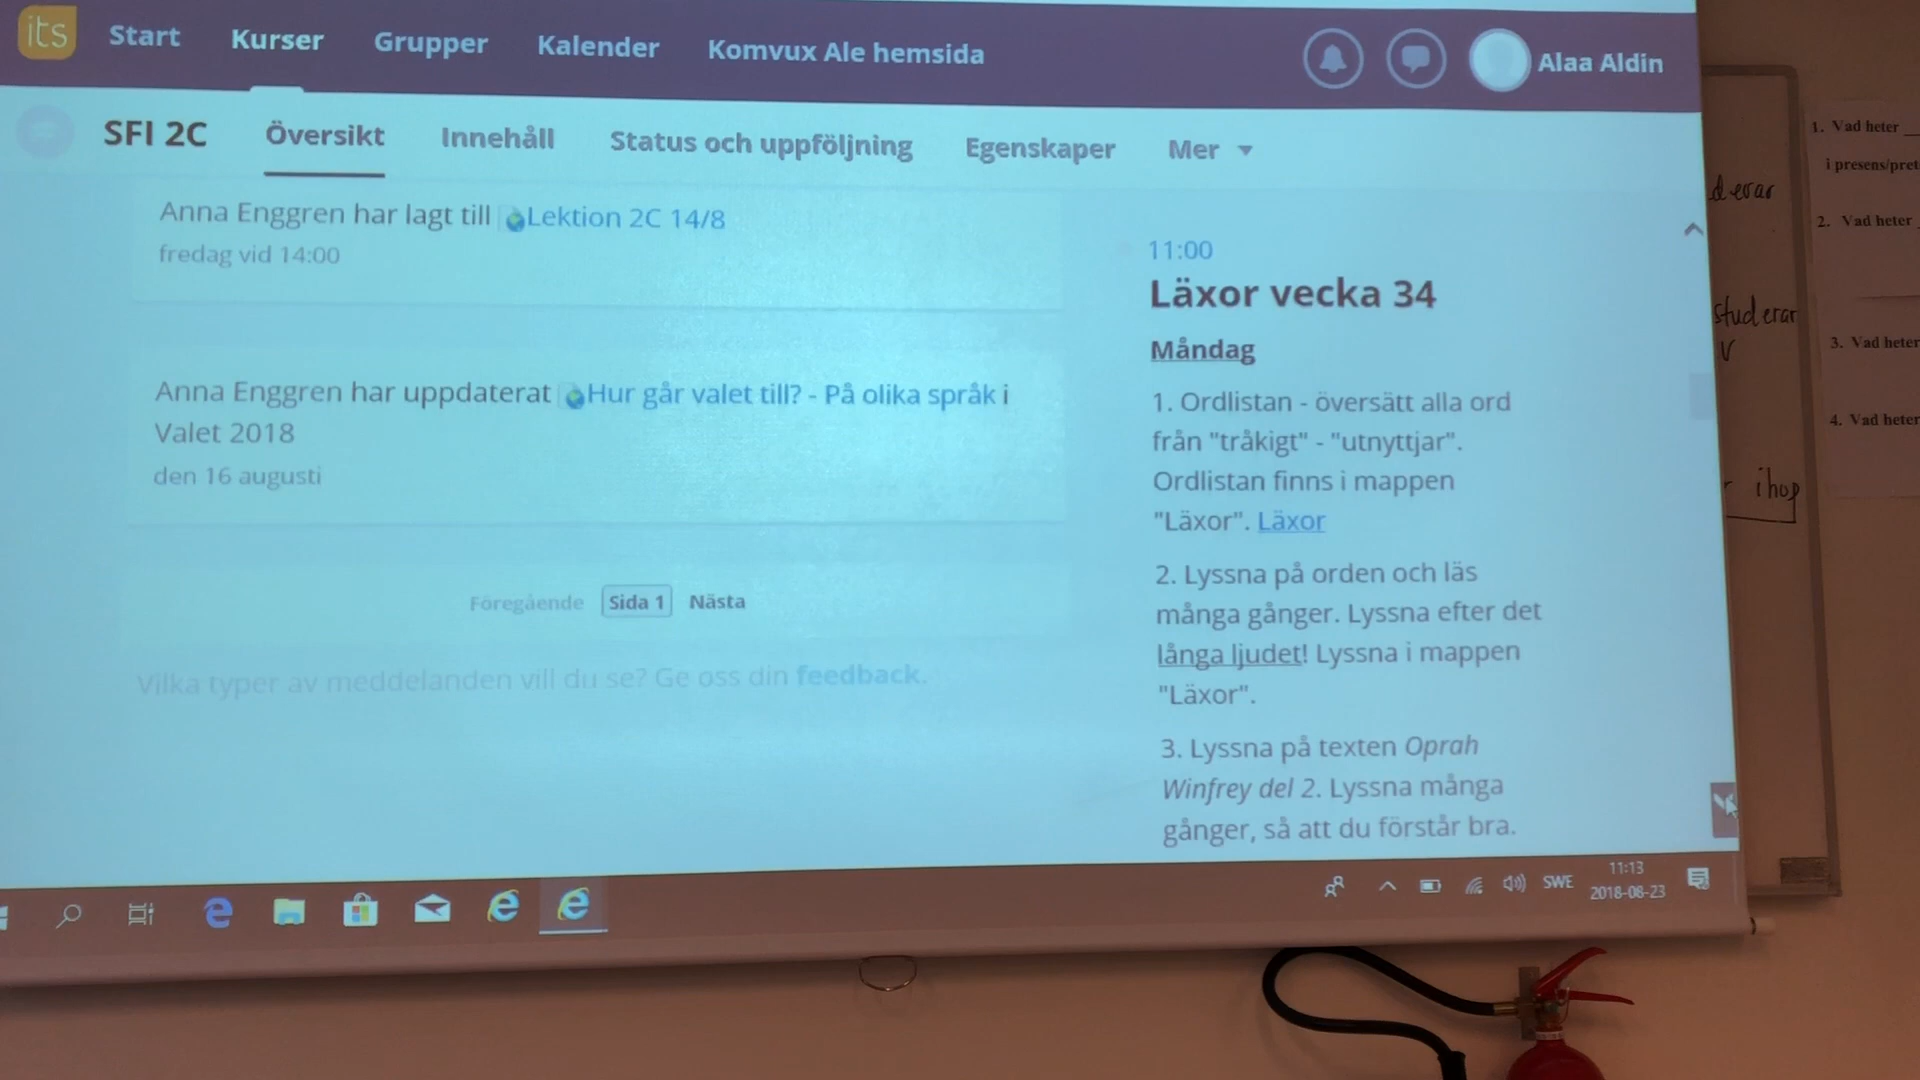 its Start Kurser Grupper Kalender Komvux Ale hemsida Alaa Aldin
SFI 2C Översikt Innehåll Status och uppföljning Egenskaper Mer
Anna Enggren har lagt till Lektion 2C 14/8
fredag vid 14:00
Anna Enggren har uppdaterat Hur går valet till? - På olika språk i
Valet 2018
den 16 augusti
Föregående Sida 1 Nästa
Vilka typer av meddelanden vill du se? Ge oss din feedback.
11:00
Läxor vecka 34
Måndag
1. Ordlistan - översätt alla ord
från "tråkigt" - "utnyttjar".
Ordlistan finns i mappen
"Läxor". Läxor
2. Lyssna på orden och läs
många gånger. Lyssna efter det
långa ljudet! Lyssna i mappen
"Läxor".
3. Lyssna på texten Oprah
Winfrey del 2. Lyssna många
gånger, så att du förstår bra.
SWE
11:13
2018-08-23
studerar
V
ihop
1. Vad heter
i presens/pret
2. Vad heter
3. Vad heter
4. Vad heter